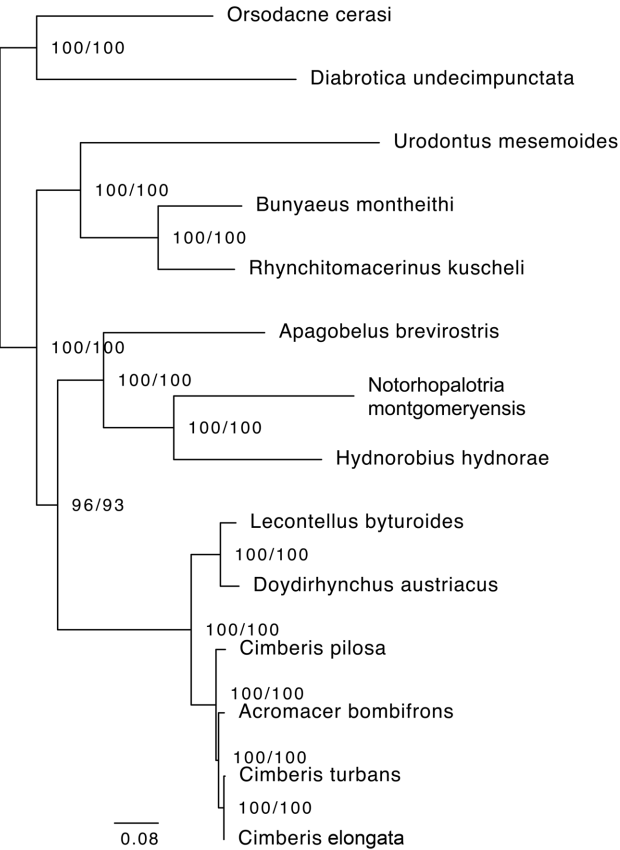 Orsodacne cerasi
100/100
Diabrotica undecimpunctata
Urodontus mesemoides
100/100
Bunyaeus montheithi
100/100
Rhynchitomacerinus kuscheli
Apagobelus brevirostris
100/100
100/100
Notorhopalotria
montgomeryensis
100/100
Hydnorobius hydnorae
96/93
Lecontellus byturoides
100/100
Doydirhynchus austriacus
100/100
Cimberis pilosa
100/100
Acromacer bombifrons
100/100
Cimberis turbans
100/100
Cimberis elongata
0.08